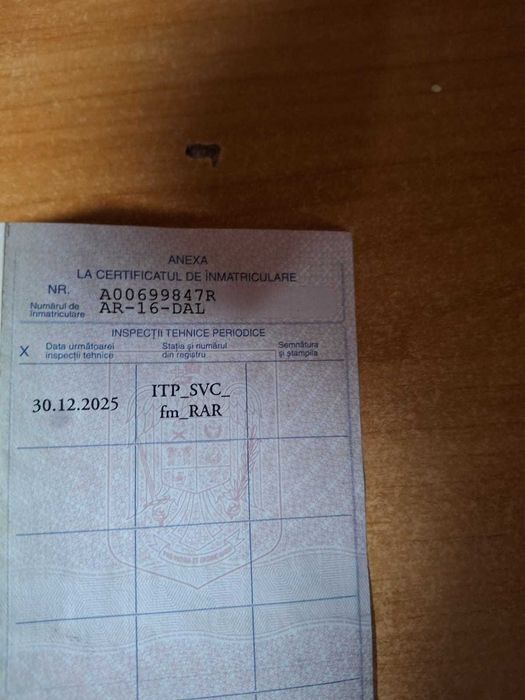 ANEXA
LA CERTIFICATUL DE ÎNMATRICULARE
NR. A00699847R
Numărul de înmatriculare AR-16-DAL
INSPECȚII TEHNICE PERIODICE
X Data următoarei inspecții tehnice Stația și numărul din registru Semnătura și ștampila
30.12.2025 ITP_SVC_
fm_RAR